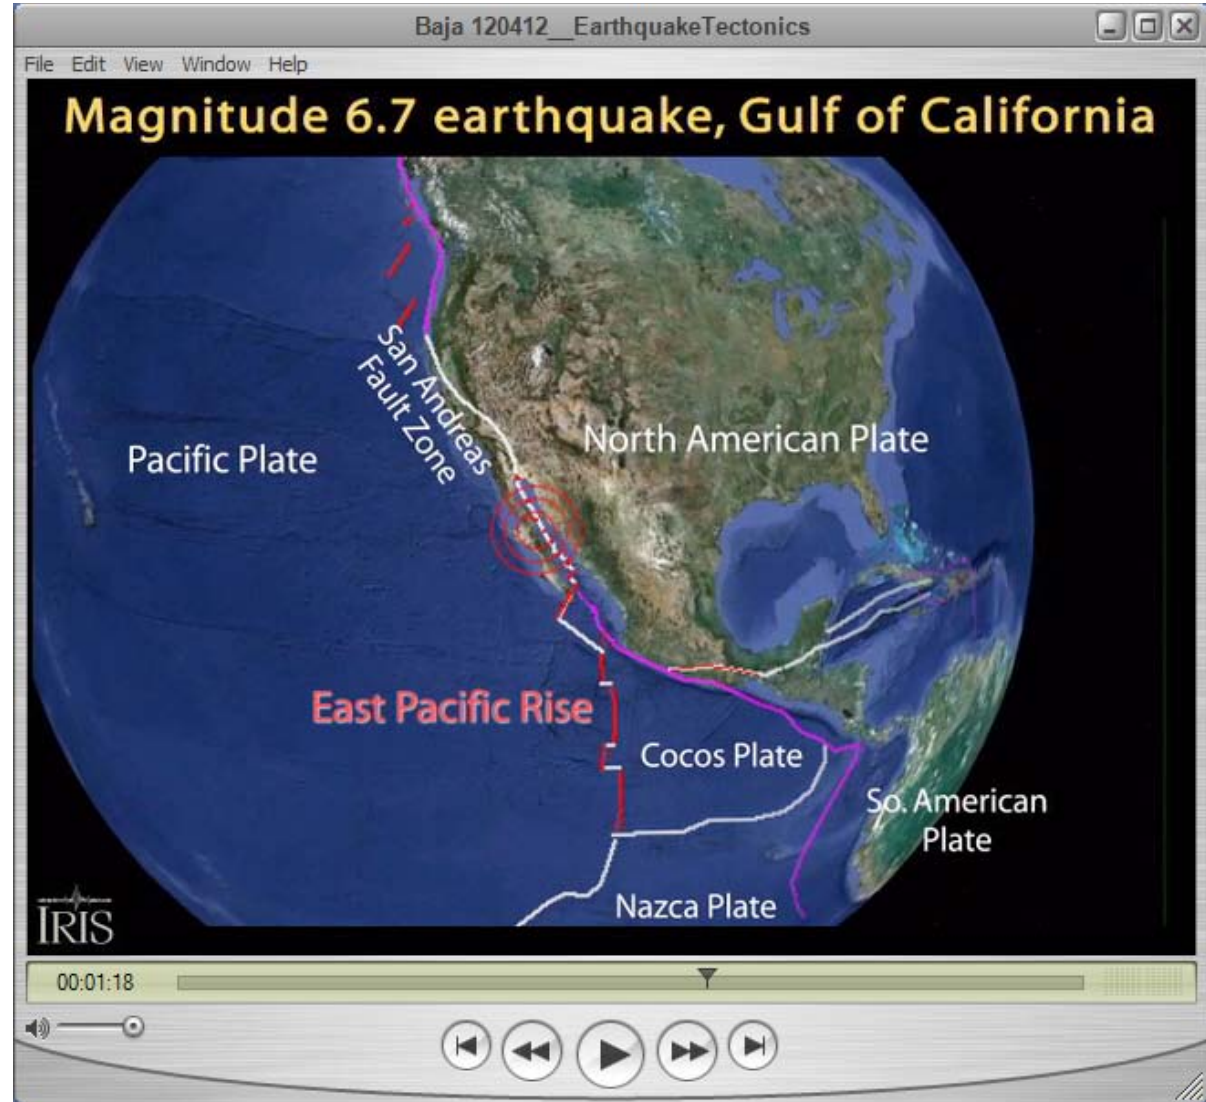 Baja 120412__EarthquakeTectonics
File Edit View Window Help
Magnitude 6.7 earthquake, Gulf of California
San Andreas
Fault Zone
North American Plate
Pacific Plate
East Pacific Rise
Cocos Plate
So. American
Plate
Nazca Plate
IRIS
00:01:18